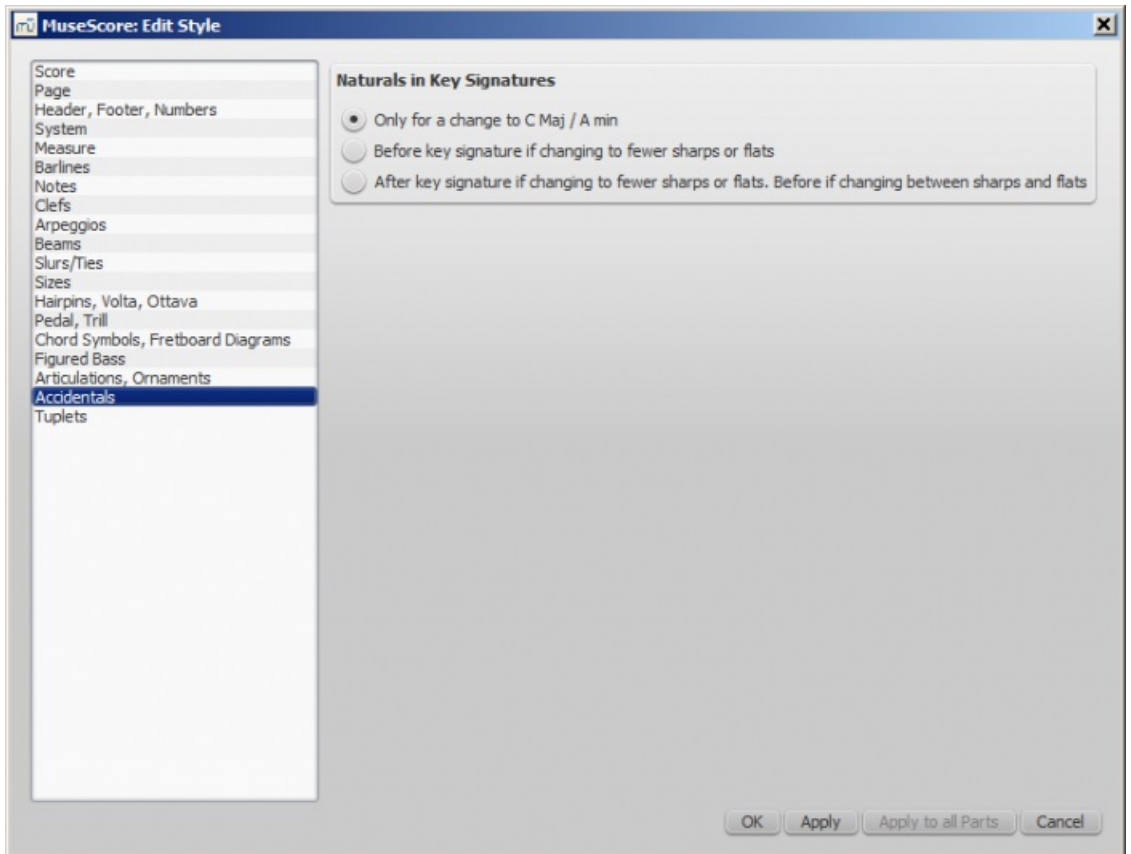 MuseScore: Edit Style
Score
Page
Header, Footer, Numbers
System
Measure
Barlines
Notes
Clefs
Arpeggios
Beams
Slurs/Ties
Sizes
Hairpins, Volta, Ottava
Pedal, Trill
Chord Symbols, Fretboard Diagrams
Figured Bass
Articulations, Ornaments
Accidentals
Tuplets
Naturals in Key Signatures
Only for a change to C Maj / A min
Before key signature if changing to fewer sharps or flats
After key signature if changing to fewer sharps or flats. Before if changing between sharps and flats
OK Apply Apply to all Parts Cancel